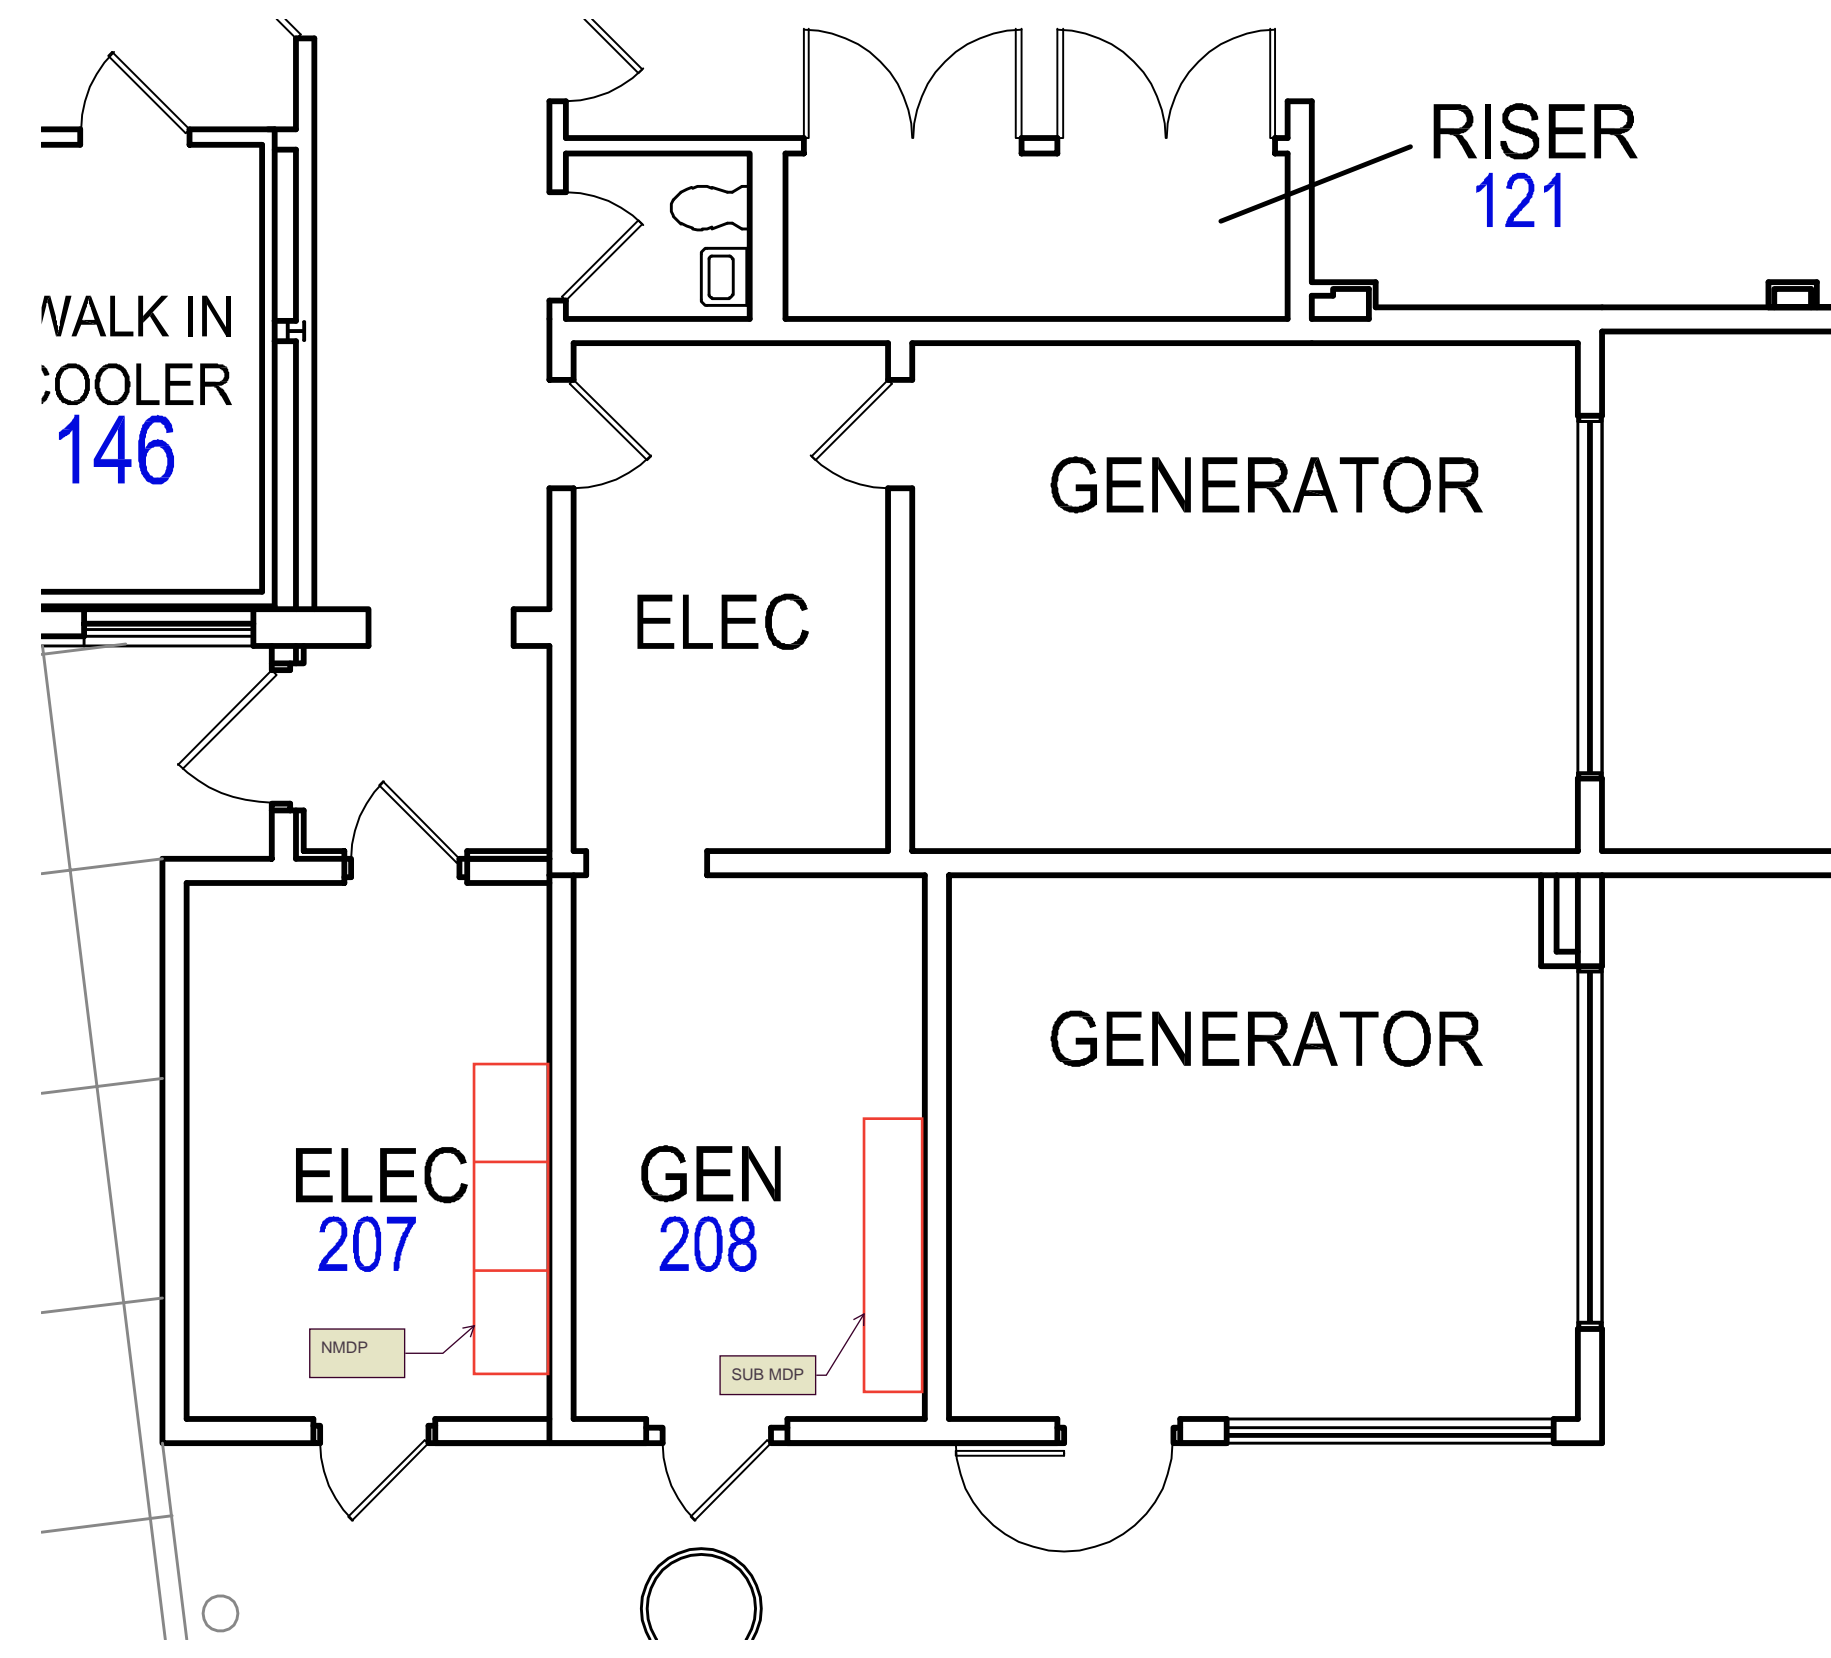 RISER
121
WALK IN
COOLER
146
GENERATOR
ELEC
GENERATOR
ELEC
207
GEN
208
NMDP
SUB MDP